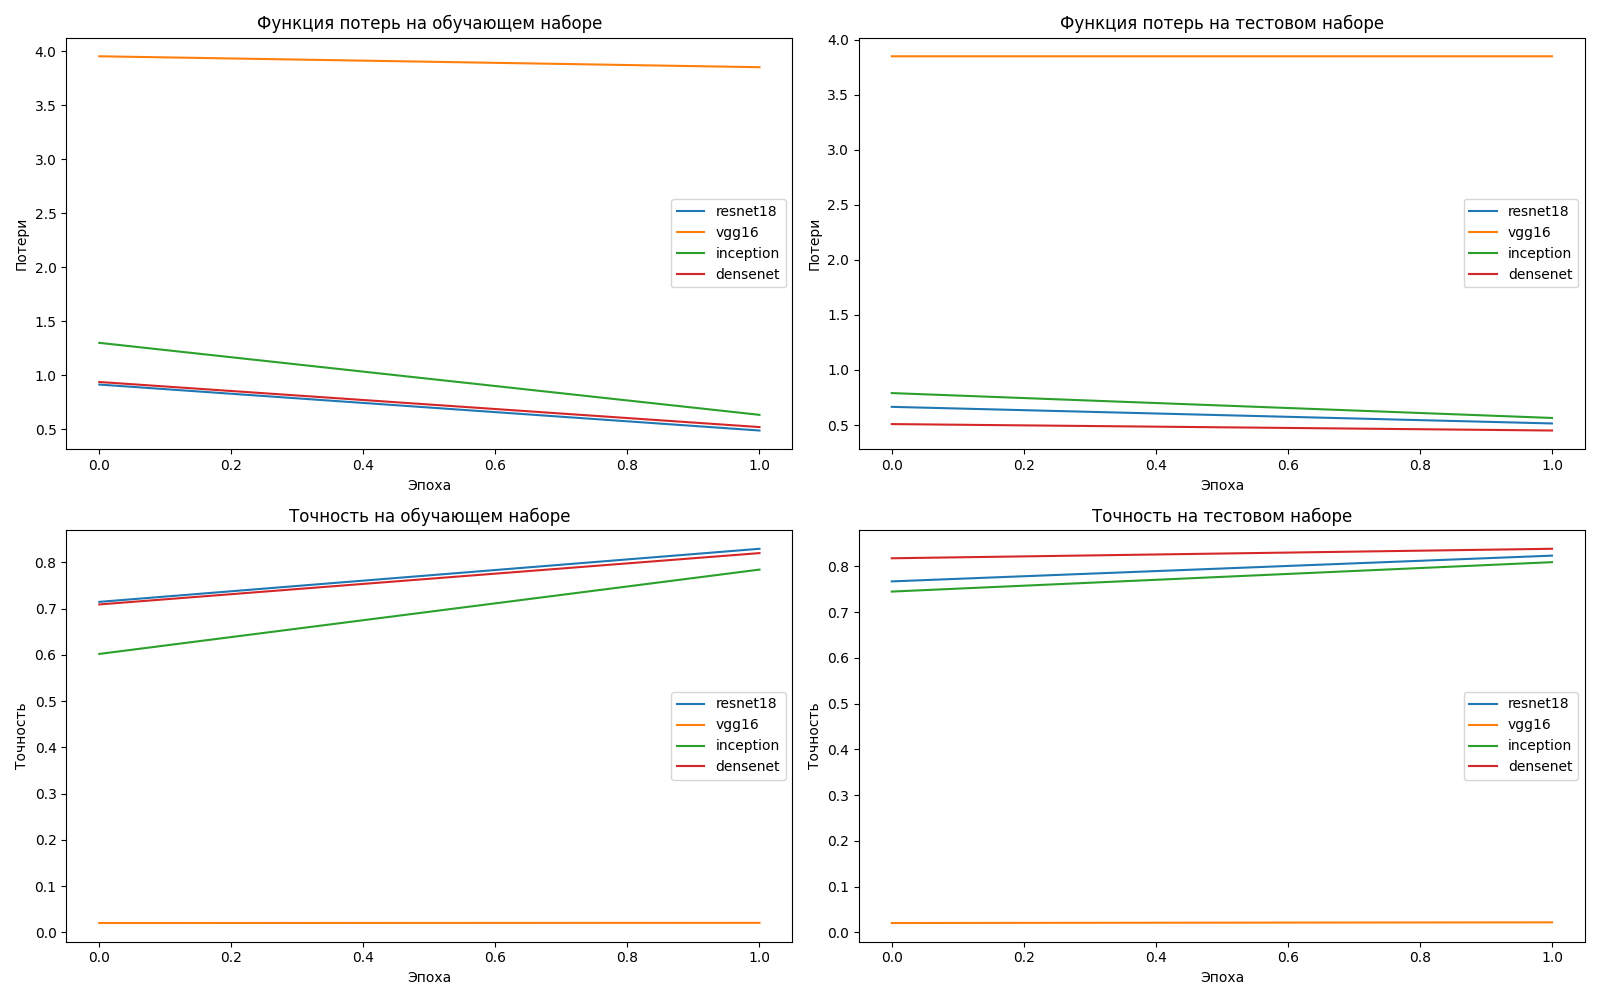 Функция потерь на обучающем наборе
4.0
3.5
3.0
2.5
2.0
1.5
1.0
0.5
Потери
resnet18
vgg16
inception
densenet
0.0 0.2 0.4 0.6 0.8 1.0
Эпоха
Функция потерь на тестовом наборе
4.0
3.5
3.0
2.5
2.0
1.5
1.0
0.5
Потери
resnet18
vgg16
inception
densenet
0.0 0.2 0.4 0.6 0.8 1.0
Эпоха
Точность на обучающем наборе
0.8
0.7
0.6
0.5
0.4
0.3
0.2
0.1
0.0
Точность
resnet18
vgg16
inception
densenet
0.0 0.2 0.4 0.6 0.8 1.0
Эпоха
Точность на тестовом наборе
0.8
0.7
0.6
0.5
0.4
0.3
0.2
0.1
0.0
Точность
resnet18
vgg16
inception
densenet
0.0 0.2 0.4 0.6 0.8 1.0
Эпоха